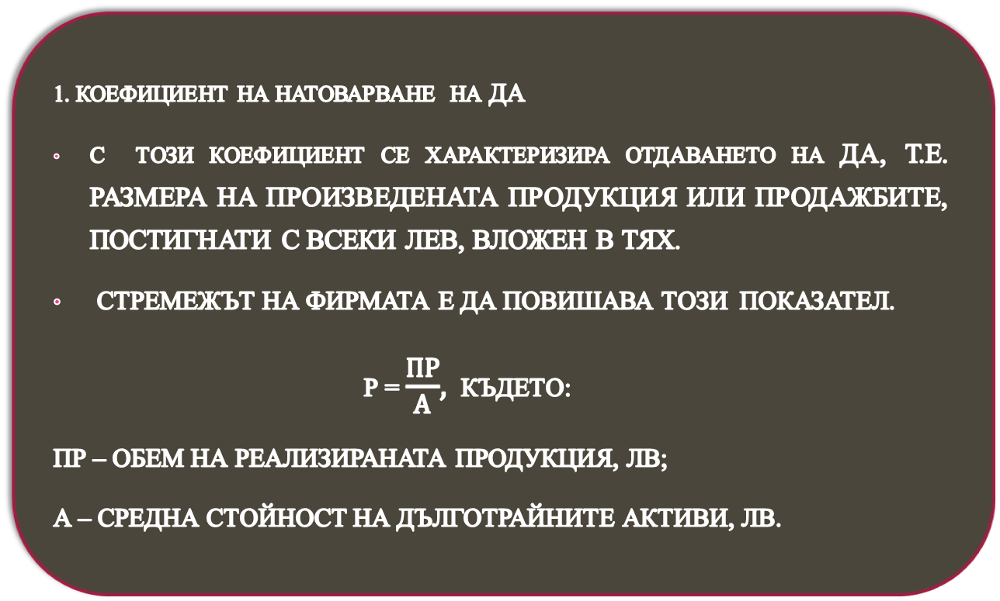 1. КОЕФИЦИЕНТ НА НАТОВАРВАНЕ НА ДА
• С ТОЗИ КОЕФИЦИЕНТ СЕ ХАРАКТЕРИЗИРА ОТДАВАНЕТО НА ДА, Т.Е.
РАЗМЕРА НА ПРОИЗВЕДЕНАТА ПРОДУКЦИЯ ИЛИ ПРОДАЖБИТЕ,
ПОСТИГНАТИ С ВСЕКИ ЛЕВ, ВЛОЖЕН В ТЯХ.
• СТРЕМЕЖЪТ НА ФИРМАТА Е ДА ПОВИШАВА ТОЗИ ПОКАЗАТЕЛ.
Р = ПР/А, КЪДЕТО:
ПР – ОБЕМ НА РЕАЛИЗИРАНАТА ПРОДУКЦИЯ, ЛВ;
А – СРЕДНА СТОЙНОСТ НА ДЪЛГОТРАЙНИТЕ АКТИВИ, ЛВ.